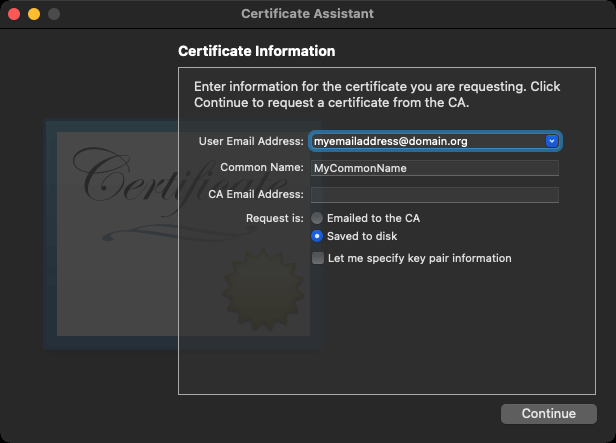 Certificate Assistant
Certificate Information
Enter information for the certificate you are requesting. Click
Continue to request a certificate from the CA.
User Email Address: myemailaddress@domain.org
Common Name: MyCommonName
CA Email Address:
Request is: Emailed to the CA
Saved to disk
Let me specify key pair information
Certificate
Continue